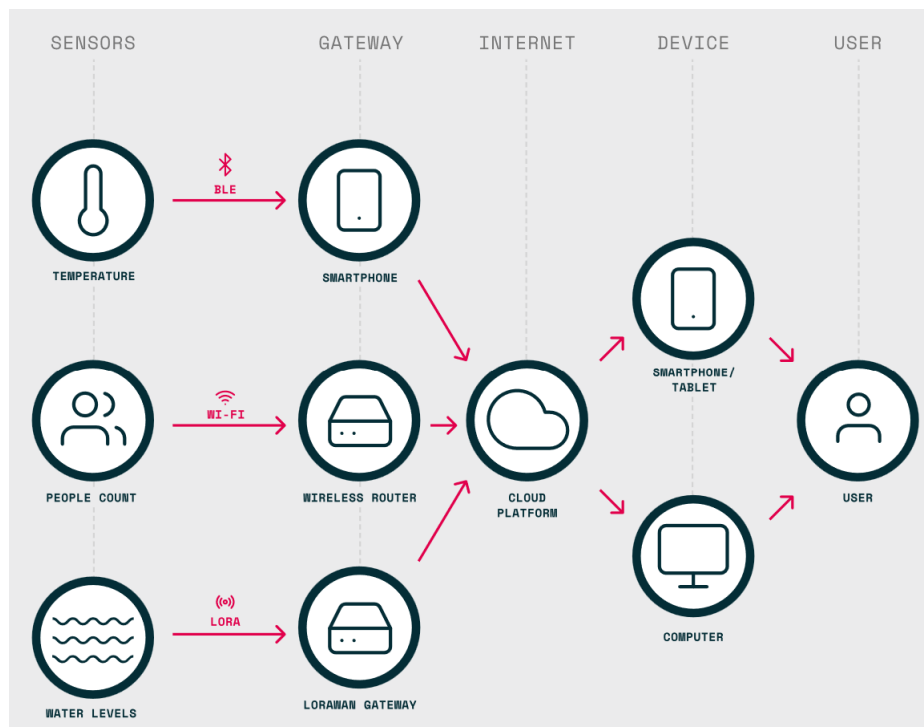 SENSORS
GATEWAY
INTERNET
DEVICE
USER
BLE
TEMPERATURE
SMARTPHONE
SMARTPHONE/
TABLET
WI-FI
PEOPLE COUNT
WIRELESS ROUTER
CLOUD
PLATFORM
USER
LORA
COMPUTER
WATER LEVELS
LORAWAN GATEWAY